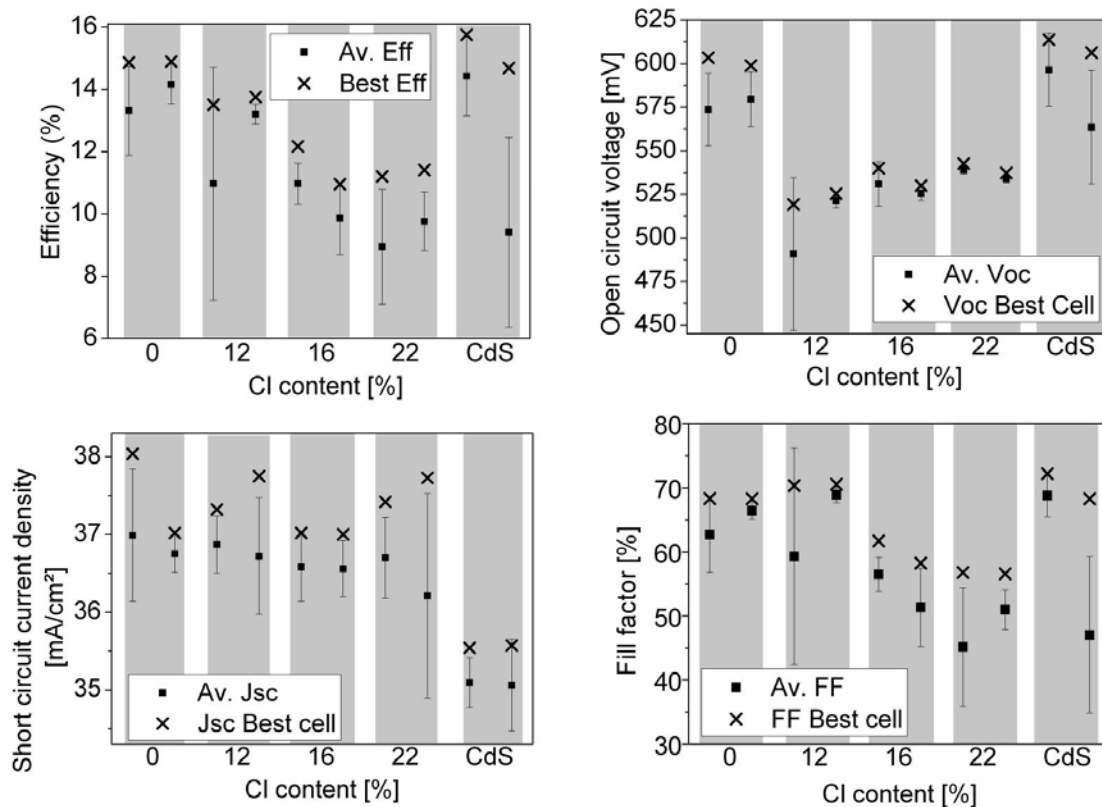 Efficiency (%)
16
14
12
10
8
6
Av. Eff
Best Eff
0 12 16 22 CdS
Cl content [%]
Open circuit voltage [mV]
625
600
575
550
525
500
475
450
Av. Voc
Voc Best Cell
0 12 16 22 CdS
Cl content [%]
Short circuit current density
[mA/cm²]
38
37
36
35
Av. Jsc
Jsc Best cell
0 12 16 22 CdS
Cl content [%]
Fill factor [%]
80
70
60
50
40
30
Av. FF
FF Best cell
0 12 16 22 CdS
Cl content [%]